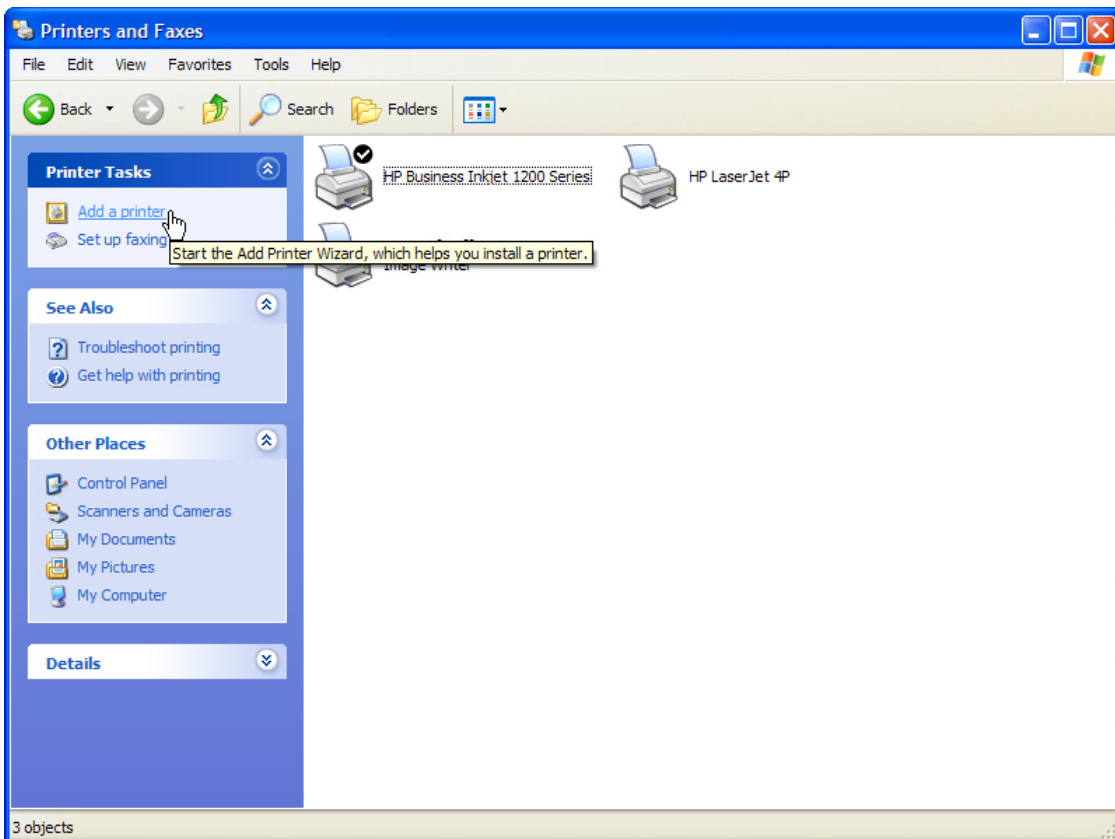 Printers and Faxes
File Edit View Favorites Tools Help
Back Search Folders
Printer Tasks
Add a printer
Set up faxing
Start the Add Printer Wizard, which helps you install a printer.
See Also
Troubleshoot printing
Get help with printing
Other Places
Control Panel
Scanners and Cameras
My Documents
My Pictures
My Computer
Details
HP Business Inkjet 1200 Series
HP LaserJet 4P
Image Writer
3 objects